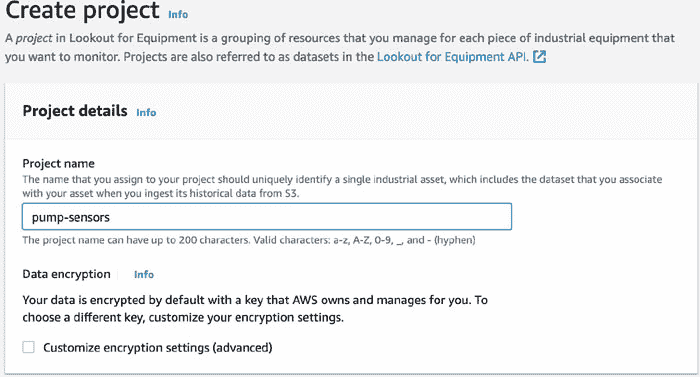 Create project Info
A project in Lookout for Equipment is a grouping of resources that you manage for each piece of industrial equipment that
you want to monitor. Projects are also referred to as datasets in the Lookout for Equipment API.
Project details Info
Project name
The name that you assign to your project should uniquely identify a single industrial asset, which includes the dataset that you associate
with your asset when you ingest its historical data from S3.
pump-sensors
The project name can have up to 200 characters. Valid characters: a-z, A-Z, 0-9, _, and - (hyphen)
Data encryption Info
Your data is encrypted by default with a key that AWS owns and manages for you. To
choose a different key, customize your encryption settings.
Customize encryption settings (advanced)